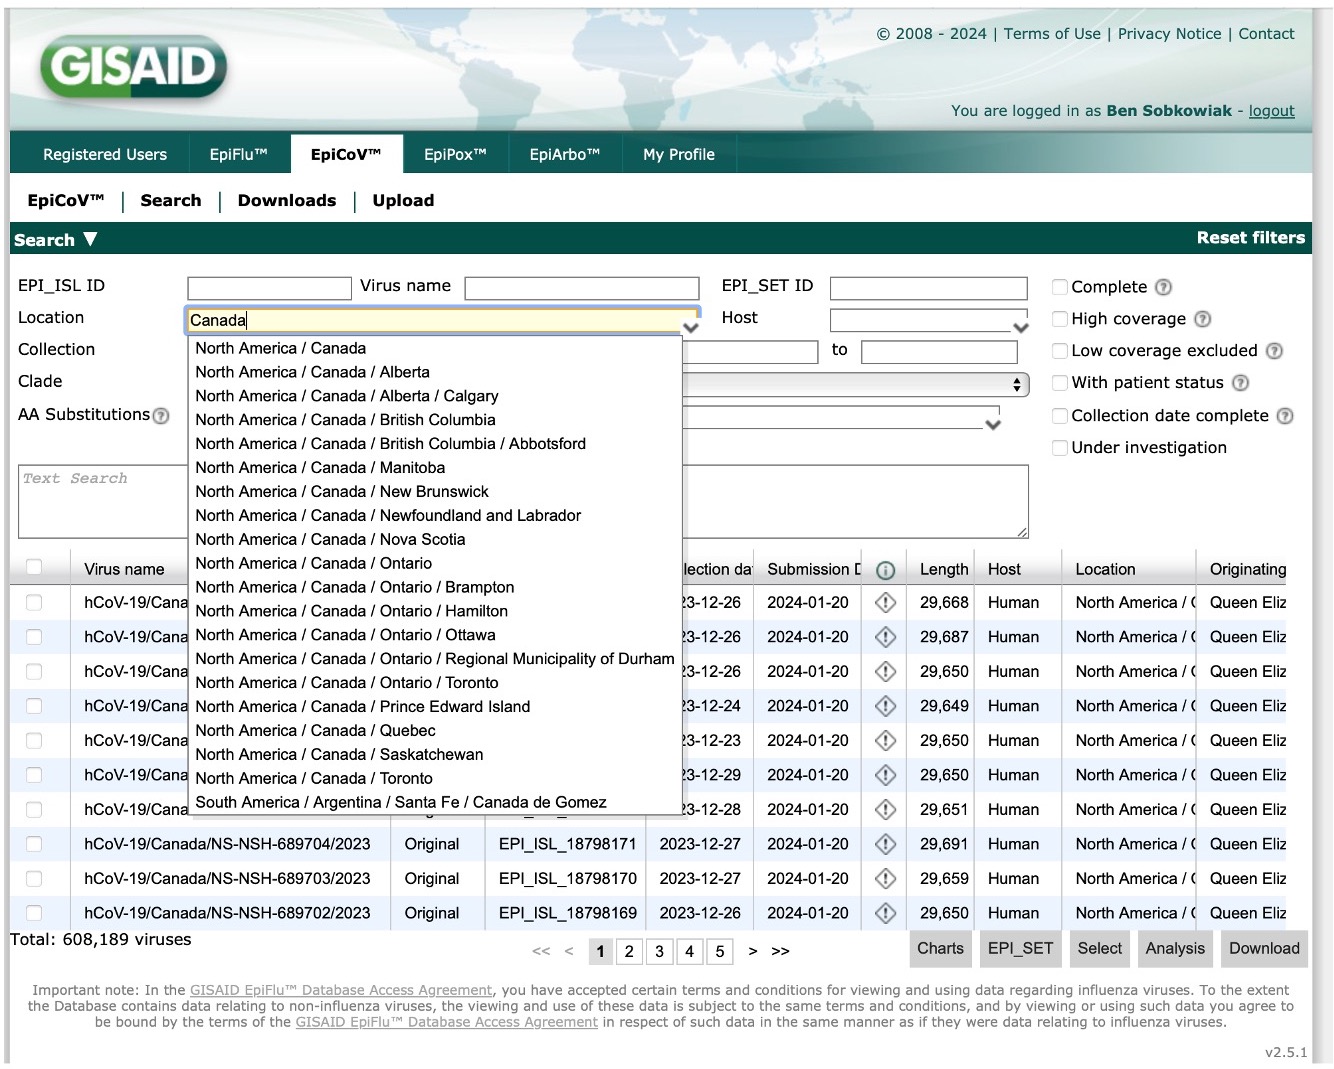 © 2008 - 2024 | Terms of Use | Privacy Notice | Contact
GISAID
You are logged in as Ben Sobkowiak - logout
Registered Users EpiFlu™ EpiCoV™ EpiPox™ EpiArbo™ My Profile
EpiCoV™ | Search | Downloads | Upload
Search ▼ Reset filters
EPI_ISL ID Virus name EPI_SET ID Complete ?
Location Canada Host High coverage ?
Collection to Low coverage excluded ?
Clade With patient status ?
AA Substitutions ? Collection date complete ?
Under investigation
Text Search
North America / Canada
North America / Canada / Alberta
North America / Canada / Alberta / Calgary
North America / Canada / British Columbia
North America / Canada / British Columbia / Abbotsford
North America / Canada / Manitoba
North America / Canada / New Brunswick
North America / Canada / Newfoundland and Labrador
North America / Canada / Nova Scotia
North America / Canada / Ontario
North America / Canada / Ontario / Brampton
North America / Canada / Ontario / Hamilton
North America / Canada / Ontario / Ottawa
North America / Canada / Ontario / Regional Municipality of Durham
North America / Canada / Ontario / Toronto
North America / Canada / Prince Edward Island
North America / Canada / Quebec
North America / Canada / Saskatchewan
North America / Canada / Toronto
South America / Argentina / Santa Fe / Canada de Gomez
Virus name lection dat Submission D Length Host Location Originating
hCoV-19/Cana 23-12-26 2024-01-20 29,668 Human North America / Queen Eliz
hCoV-19/Cana 23-12-26 2024-01-20 29,687 Human North America / Queen Eliz
hCoV-19/Cana 23-12-26 2024-01-20 29,650 Human North America / Queen Eliz
hCoV-19/Cana 23-12-24 2024-01-20 29,649 Human North America / Queen Eliz
hCoV-19/Cana 23-12-23 2024-01-20 29,650 Human North America / Queen Eliz
hCoV-19/Cana 23-12-29 2024-01-20 29,650 Human North America / Queen Eliz
hCoV-19/Cana 23-12-28 2024-01-20 29,651 Human North America / Queen Eliz
hCoV-19/Canada/NS-NSH-689704/2023 Original EPI_ISL_18798171 2023-12-27 2024-01-20 29,691 Human North America / Queen Eliz
hCoV-19/Canada/NS-NSH-689703/2023 Original EPI_ISL_18798170 2023-12-27 2024-01-20 29,659 Human North America / Queen Eliz
hCoV-19/Canada/NS-NSH-689702/2023 Original EPI_ISL_18798169 2023-12-26 2024-01-20 29,650 Human North America / Queen Eliz
Total: 608,189 viruses << < 1 2 3 4 5 > >> Charts EPI_SET Select Analysis Download
Important note: In the GISAID EpiFlu™ Database Access Agreement, you have accepted certain terms and conditions for viewing and using data regarding influenza viruses. To the extent
the Database contains data relating to non-influenza viruses, the viewing and use of these data is subject to the same terms and conditions, and by viewing or using such data you agree to
be bound by the terms of the GISAID EpiFlu™ Database Access Agreement in respect of such data in the same manner as if they were data relating to influenza viruses.
v2.5.1